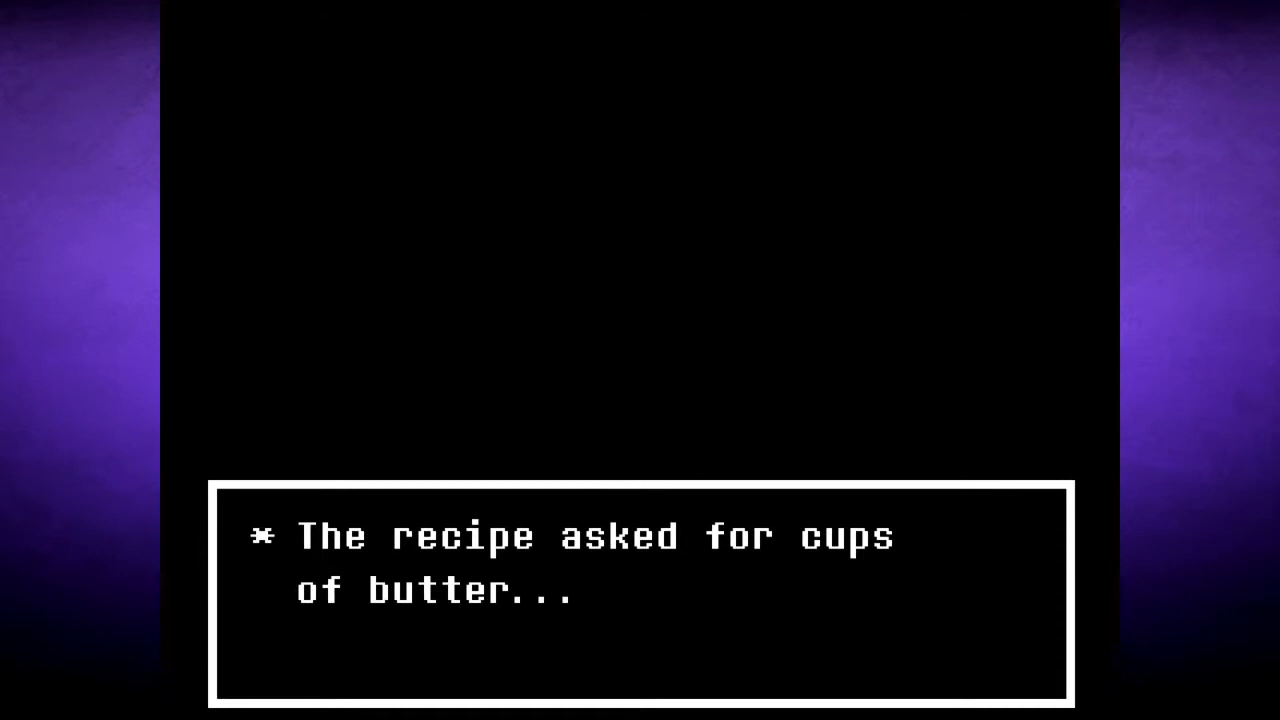 * The recipe asked for cups
of butter...